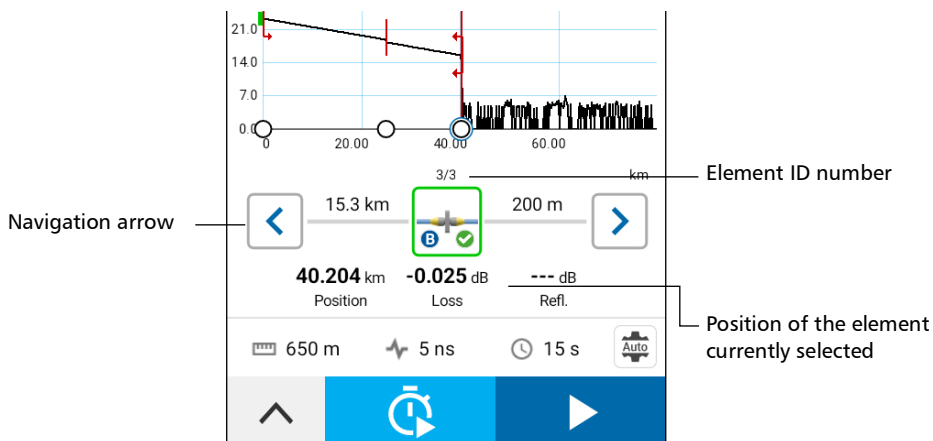 21.0
14.0
7.0
0.0
0 20.00 40.00 60.00
3/3 km
Element ID number
15.3 km 200 m
Navigation arrow
B
40.204 km -0.025 dB --- dB
Position Loss Refl.
Position of the element
currently selected
650 m 5 ns 15 s Auto